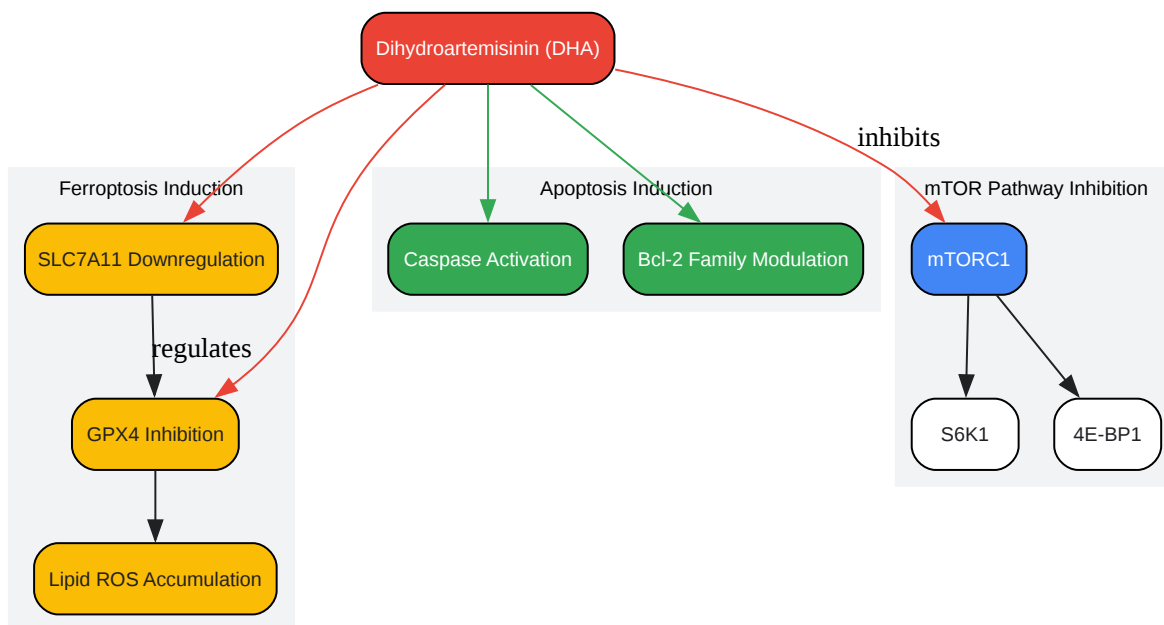 Dihydroartemisinin (DHA)
inhibits
Ferroptosis Induction
Apoptosis Induction
mTOR Pathway Inhibition
SLC7A11 Downregulation
Caspase Activation
Bcl-2 Family Modulation
mTORC1
regulates
GPX4 Inhibition
S6K1
4E-BP1
Lipid ROS Accumulation